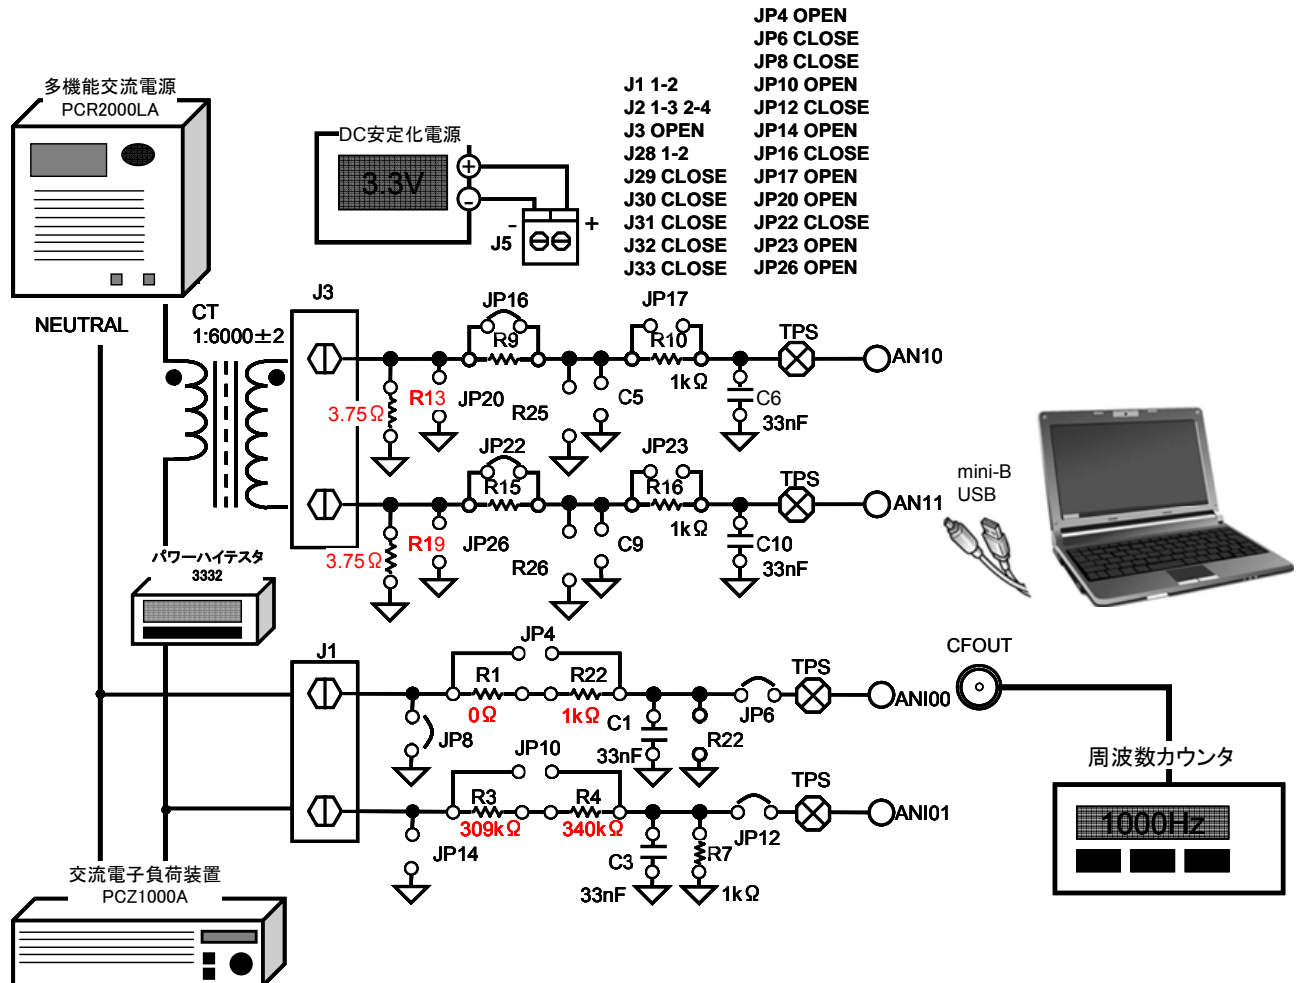 JP4 OPEN
JP6 CLOSE
JP8 CLOSE
J1 1-2
JP10 OPEN
J2 1-3 2-4
JP12 CLOSE
J3 OPEN
JP14 OPEN
J28 1-2
JP16 CLOSE
J29 CLOSE
JP17 OPEN
J30 CLOSE
JP20 OPEN
J31 CLOSE
JP22 CLOSE
J32 CLOSE
JP23 OPEN
J33 CLOSE
JP26 OPEN
多機能交流電源
PCR2000LA
DC安定化電源
3.3V
+
-
-
+
J5
NEUTRAL
CT
1:6000±2
J3
JP16
R9
JP17
R10
1kΩ
TPS
AN10
3.75Ω
R13
JP20
R25
C5
C6
33nF
JP22
R15
JP23
R16
1kΩ
TPS
AN11
3.75Ω
R19
JP26
R26
C9
C10
33nF
mini-B
USB
パワーハイテスタ
3332
J1
JP4
R1
0Ω
R22
1kΩ
JP8
C1
33nF
R22
JP6
TPS
ANI00
CFOUT
JP10
R3
309kΩ
R4
340kΩ
JP14
C3
33nF
R7
1kΩ
JP12
TPS
ANI01
周波数カウンタ
1000Hz
交流電子負荷装置
PCZ1000A